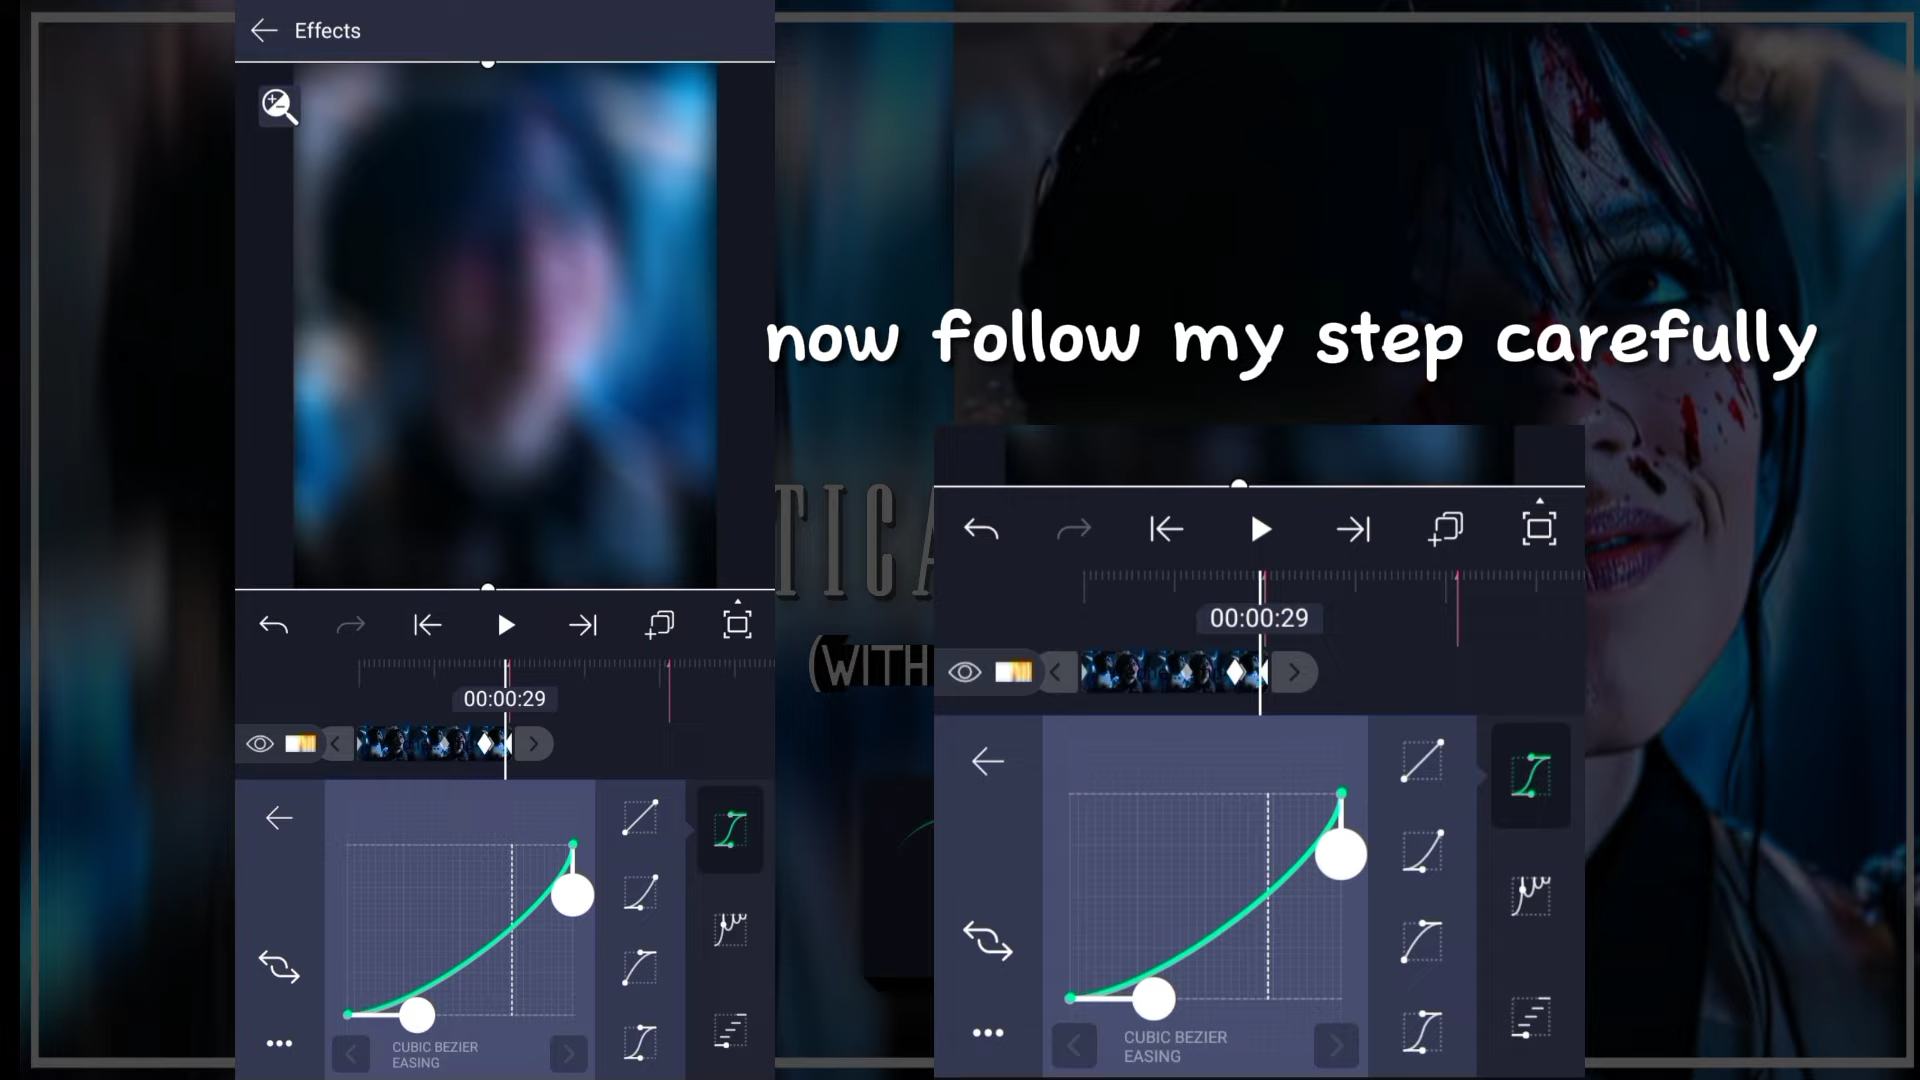 Effects
now follow my step carefully
TICA
(WITH
00:00:29
CUBIC BEZIER
EASING
00:00:29
CUBIC BEZIER
EASING